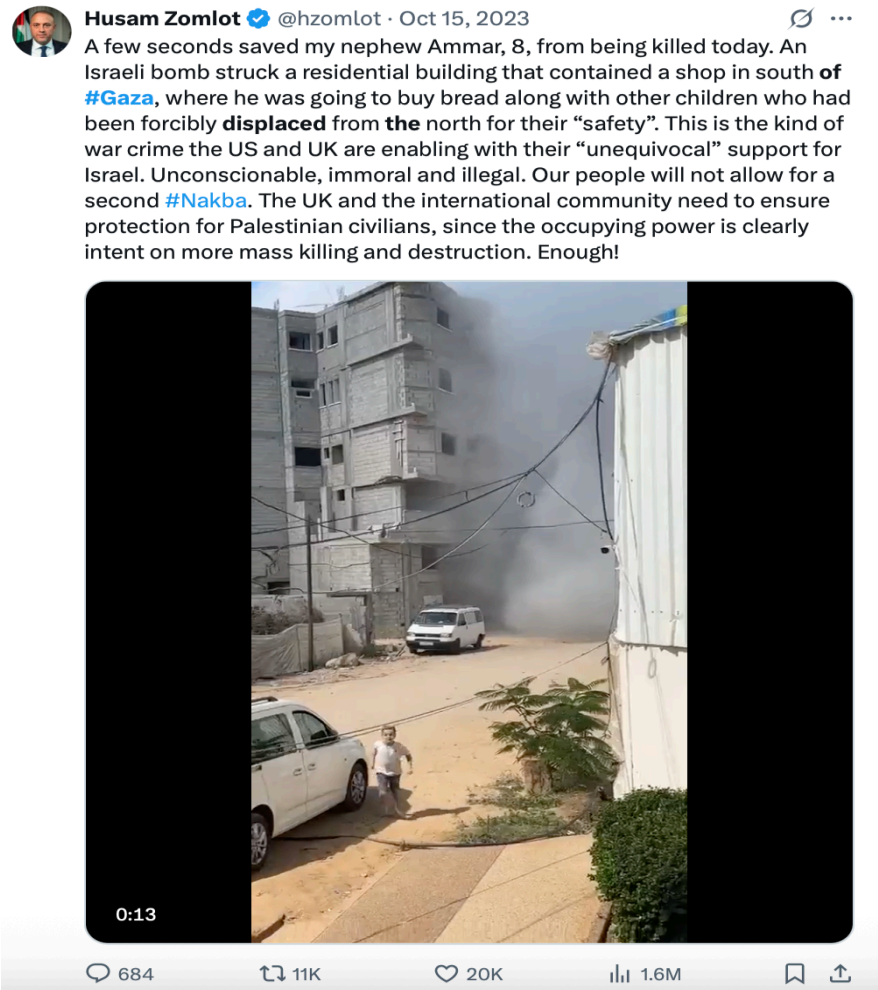 Husam Zomlot @hzomlot · Oct 15, 2023
A few seconds saved my nephew Ammar, 8, from being killed today. An
Israeli bomb struck a residential building that contained a shop in south of
#Gaza, where he was going to buy bread along with other children who had
been forcibly displaced from the north for their “safety”. This is the kind of
war crime the US and UK are enabling with their “unequivocal” support for
Israel. Unconscionable, immoral and illegal. Our people will not allow for a
second #Nakba. The UK and the international community need to ensure
protection for Palestinian civilians, since the occupying power is clearly
intent on more mass killing and destruction. Enough!
0:13
684 11K 20K 1.6M